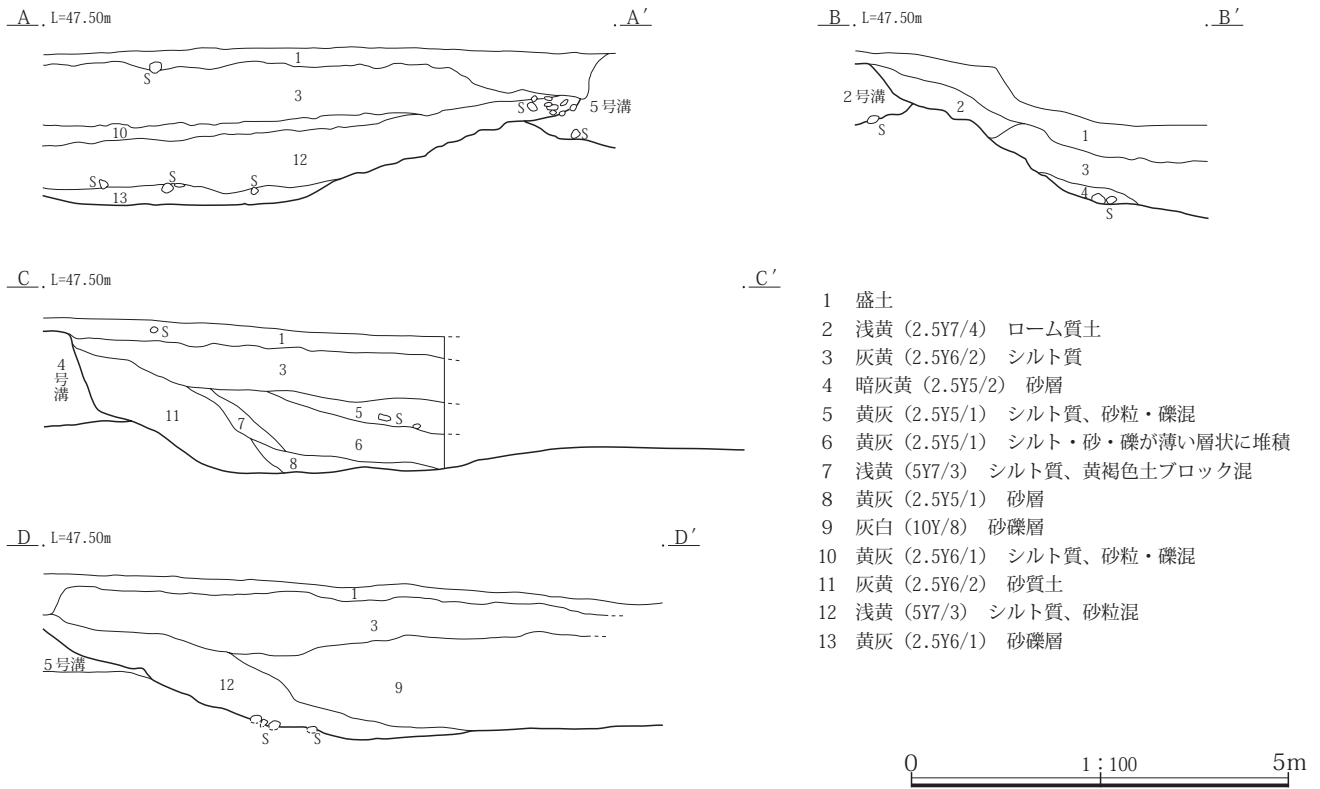 A . L=47.50m . A′
1
S
3
S 5号溝
10
S
12
S S S
13
B . L=47.50m . B′
2号溝
2
S
1
3
4
S
C . L=47.50m . C′
S
1
3
4号溝
5 S
11
7
6
8
D . L=47.50m . D′
1
3
5号溝
12
9
S S
1 盛土
2 浅黄(2.5Y7/4) ローム質土
3 灰黄(2.5Y6/2) シルト質
4 暗灰黄(2.5Y5/2) 砂層
5 黄灰(2.5Y5/1) シルト質、砂粒・礫混
6 黄灰(2.5Y5/1) シルト・砂・礫が薄い層状に堆積
7 浅黄(5Y7/3) シルト質、黄褐色土ブロック混
8 黄灰(2.5Y5/1) 砂層
9 灰白(10Y/8) 砂礫層
10 黄灰(2.5Y6/1) シルト質、砂粒・礫混
11 灰黄(2.5Y6/2) 砂質土
12 浅黄(5Y7/3) シルト質、砂粒混
13 黄灰(2.5Y6/1) 砂礫層
0 1:100 5m